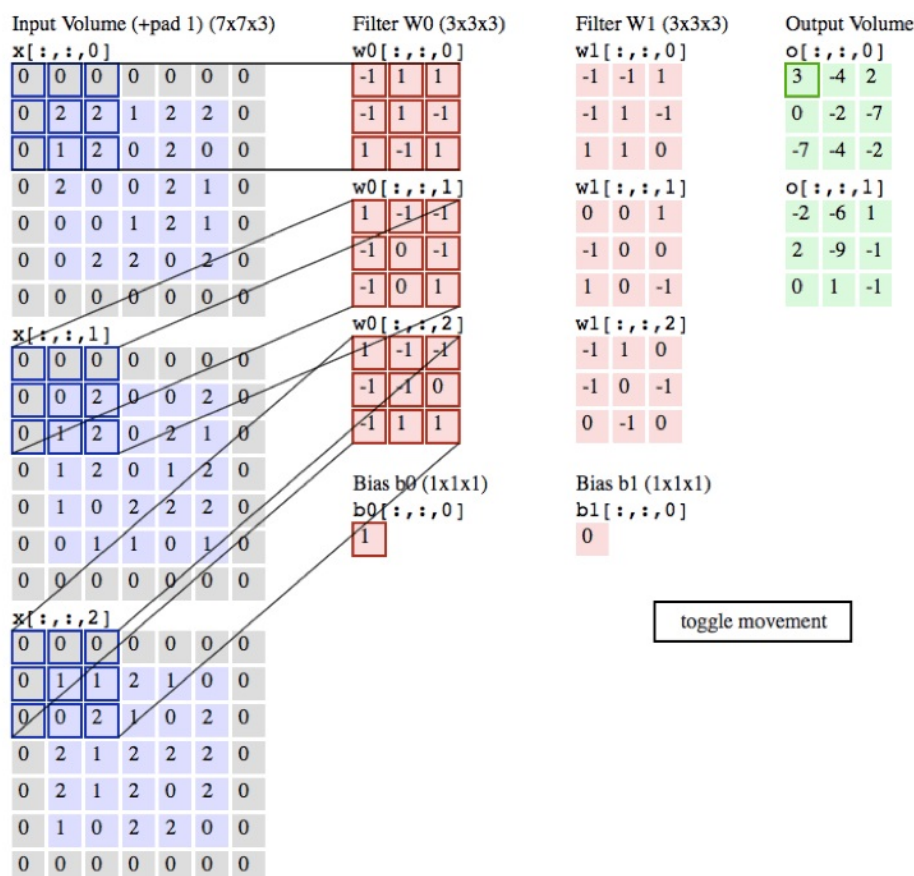 Input Volume (+pad 1) (7x7x3)
x[:,:,0]
0 0 0 0 0 0 0
0 2 2 1 2 2 0
0 1 2 0 2 0 0
0 2 0 0 2 1 0
0 0 0 1 2 1 0
0 0 2 2 0 2 0
0 0 0 0 0 0 0
x[:,:,1]
0 0 0 0 0 0 0
0 0 2 0 0 2 0
0 1 2 0 2 1 0
0 1 2 0 1 2 0
0 1 0 2 2 2 0
0 0 1 1 0 1 0
0 0 0 0 0 0 0
x[:,:,2]
0 0 0 0 0 0 0
0 1 1 2 1 0 0
0 0 2 1 0 2 0
0 2 1 2 2 2 0
0 2 1 2 0 2 0
0 1 0 2 2 0 0
0 0 0 0 0 0 0
Filter W0 (3x3x3)
w0[:,:,0]
-1 1 1
-1 1 -1
1 -1 1
w0[:,:,1]
1 -1 -1
-1 0 -1
-1 0 1
w0[:,:,2]
1 -1 -1
-1 -1 0
-1 1 1
Bias b0 (1x1x1)
b0[:,:,0]
1
Filter W1 (3x3x3)
w1[:,:,0]
-1 -1 1
-1 1 -1
1 1 0
w1[:,:,1]
0 0 1
-1 0 0
1 0 -1
w1[:,:,2]
-1 1 0
-1 0 -1
0 -1 0
Bias b1 (1x1x1)
b1[:,:,0]
0
Output Volume
o[:,:,0]
3 -4 2
0 -2 -7
-7 -4 -2
o[:,:,1]
-2 -6 1
2 -9 -1
0 1 -1
toggle movement